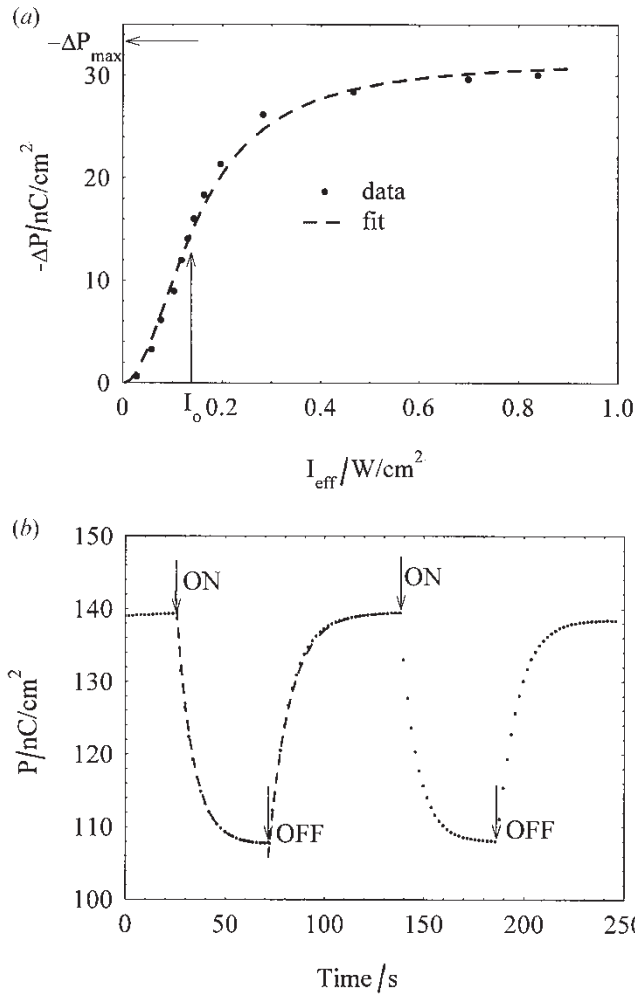 (a)
−ΔPmax
30
20
10
0
-ΔP/nC/cm²
data
fit
0 Io 0.2 0.4 0.6 0.8 1.0
Ieff/W/cm²
(b)
150
140
130
120
110
100
P/nC/cm²
ON
ON
OFF
OFF
0 50 100 150 200 250
Time/s